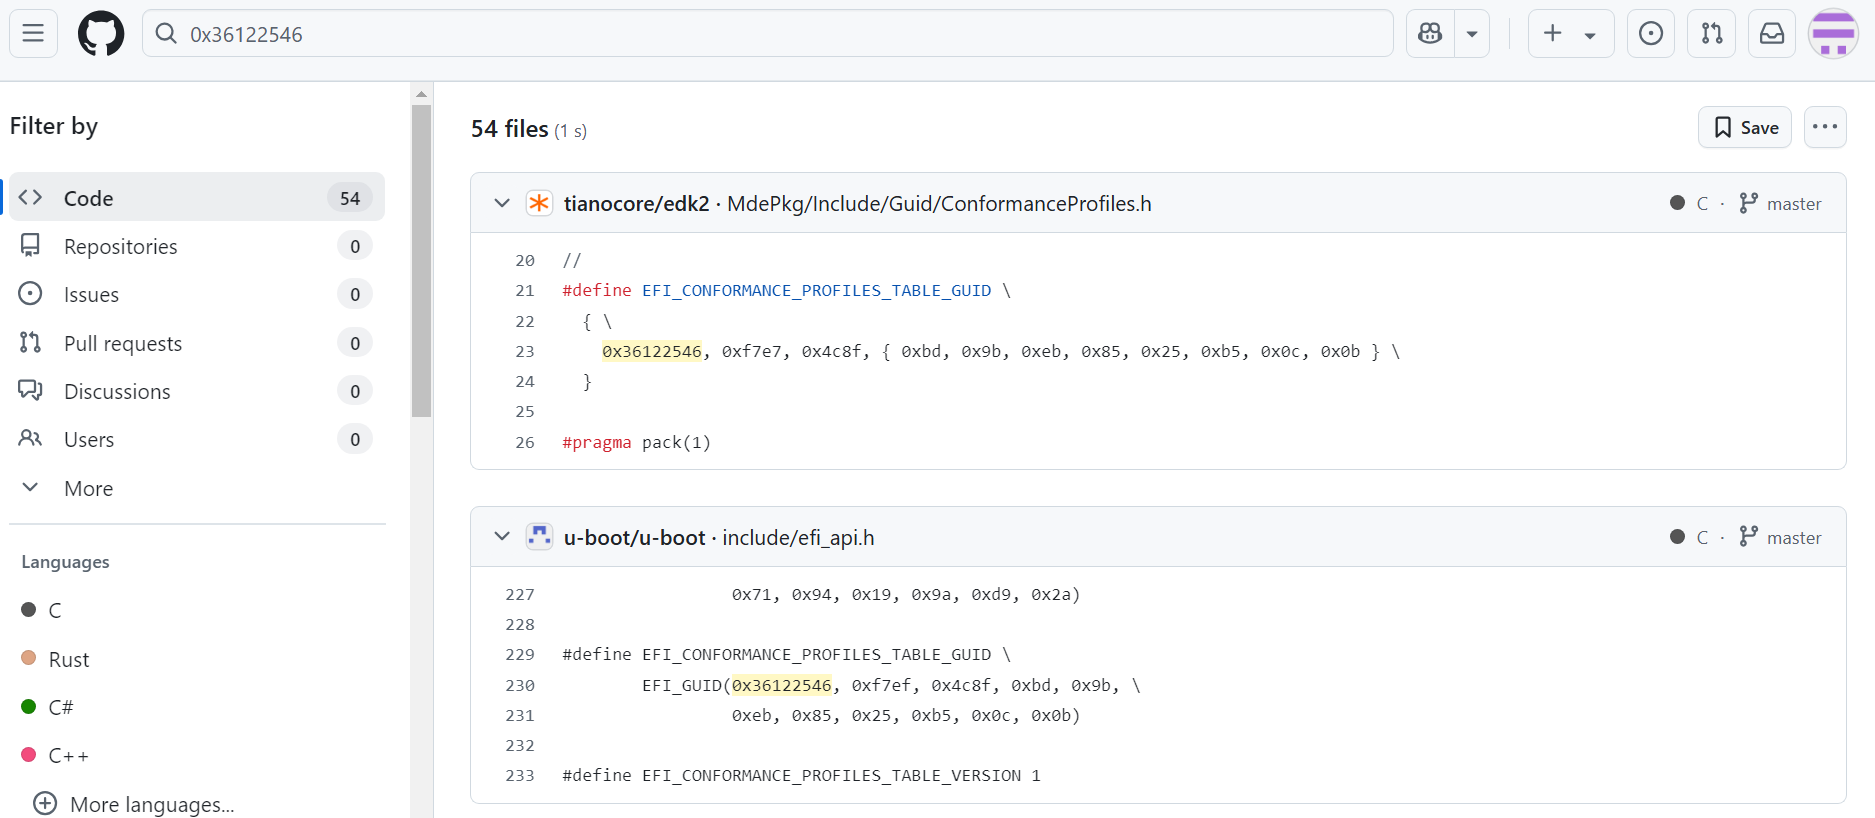 0x36122546
Filter by
Code 54
Repositories 0
Issues 0
Pull requests 0
Discussions 0
Users 0
More
Languages
C
Rust
C#
C++
More languages...
54 files (1 s)
Save
tianocore/edk2 · MdePkg/Include/Guid/ConformanceProfiles.h
C · master
20 //
21 #define EFI_CONFORMANCE_PROFILES_TABLE_GUID \
22 { \
23 0x36122546, 0xf7e7, 0x4c8f, { 0xbd, 0x9b, 0xeb, 0x85, 0x25, 0xb5, 0x0c, 0x0b } \
24 }
25
26 #pragma pack(1)
u-boot/u-boot · include/efi_api.h
C · master
227 0x71, 0x94, 0x19, 0x9a, 0xd9, 0x2a)
228
229 #define EFI_CONFORMANCE_PROFILES_TABLE_GUID \
230 EFI_GUID(0x36122546, 0xf7ef, 0x4c8f, 0xbd, 0x9b, \
231 0xeb, 0x85, 0x25, 0xb5, 0x0c, 0x0b)
232
233 #define EFI_CONFORMANCE_PROFILES_TABLE_VERSION 1